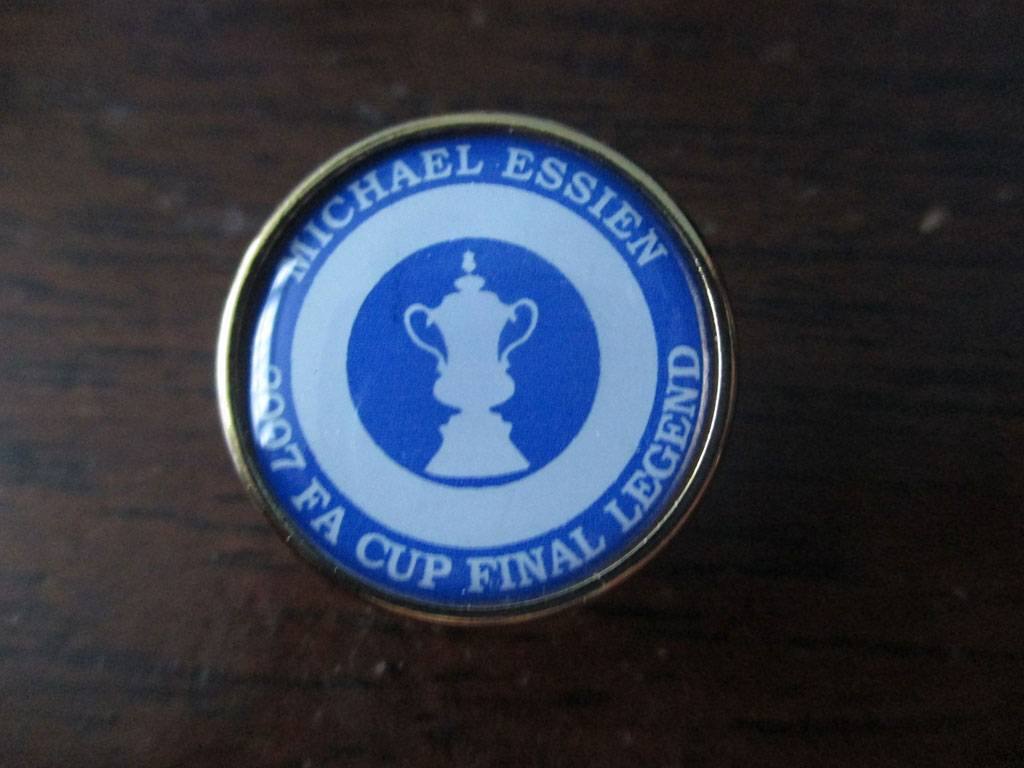 MICHAEL ESSIEN
2007 FA CUP FINAL LEGEND